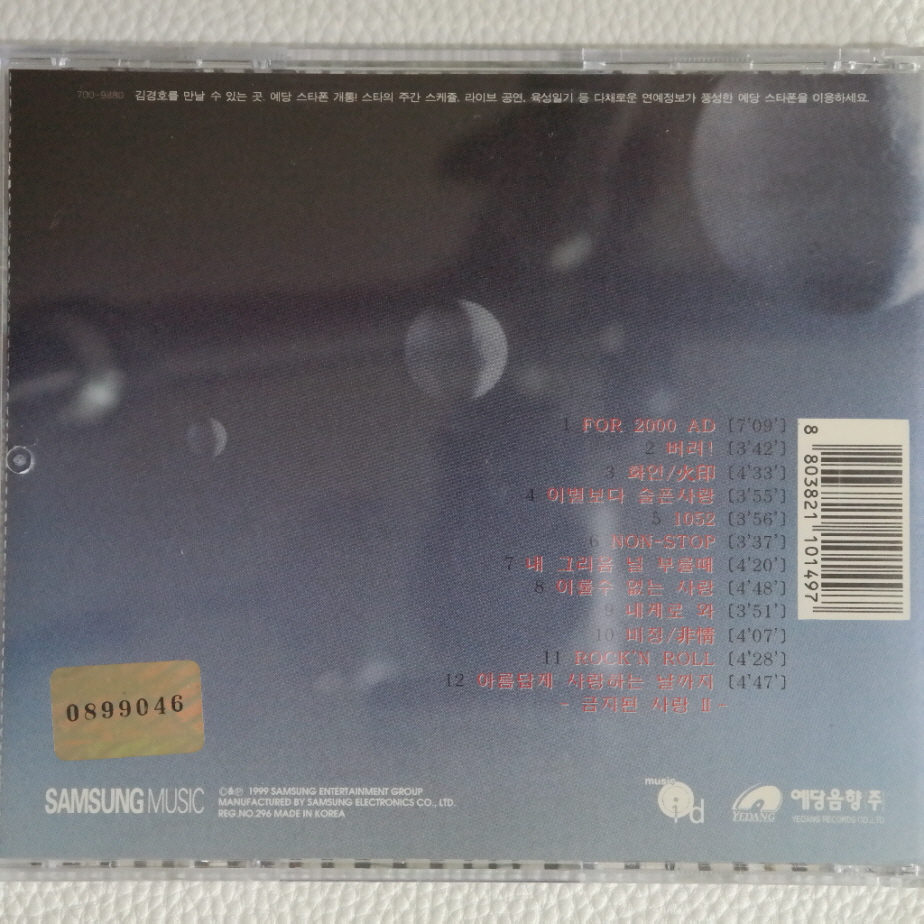 700-9880 김경호를 만날 수 있는 곳. 예당 스타폰 개통! 스타의 주간 스케줄, 라이브 공연, 육성일기 등 다채로운 연예정보가 풍성한 예당 스타폰을 이용하세요.
1 FOR 2000 AD [7'09']
2 버려! [3'42']
3 화인/火印 [4'33']
4 이별보다 슬픈사랑 [3'55']
5 1052 [3'56']
6 NON-STOP [3'37']
7 내 그리움 널 부를때 [4'20']
8 이룰수 없는 사랑 [4'48']
9 내게로 와 [3'51']
10 비정/非情 [4'07']
11 ROCK'N ROLL [4'28']
12 아름답게 사랑하는 날까지 [4'47']
- 금지된 사랑 Ⅱ -
8 803821 101497
0899046
SAMSUNG MUSIC
©&℗ 1999 SAMSUNG ENTERTAINMENT GROUP
MANUFACTURED BY SAMSUNG ELECTRONICS CO., LTD.
REG.NO.296 MADE IN KOREA
music
id
YEDANG
예당음향 주
YEDANG RECORDS CO.,LTD.